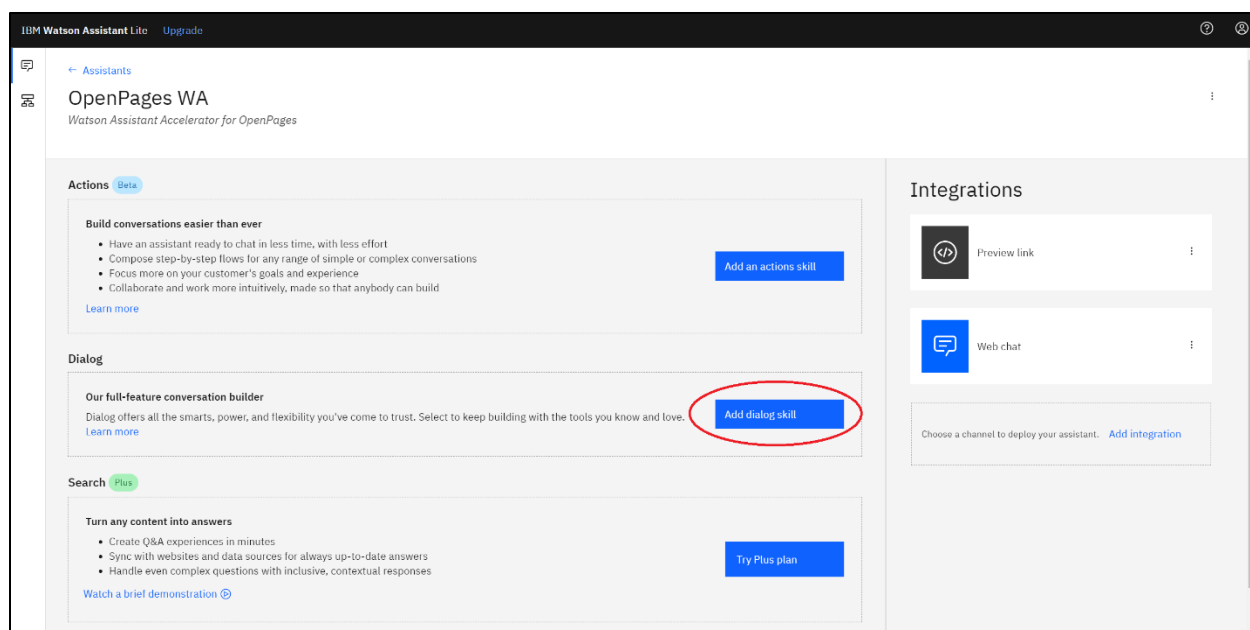 IBM Watson Assistant Lite Upgrade
← Assistants
OpenPages WA
Watson Assistant Accelerator for OpenPages
Actions Beta
Build conversations easier than ever
• Have an assistant ready to chat in less time, with less effort
• Compose step-by-step flows for any range of simple or complex conversations
• Focus more on your customer's goals and experience
• Collaborate and work more intuitively, made so that anybody can build
Learn more
Add an actions skill
Dialog
Our full-feature conversation builder
Dialog offers all the smarts, power, and flexibility you've come to trust. Select to keep building with the tools you know and love.
Learn more
Add dialog skill
Search Plus
Turn any content into answers
• Create Q&A experiences in minutes
• Sync with websites and data sources for always up-to-date answers
• Handle even complex questions with inclusive, contextual responses
Watch a brief demonstration
Try Plus plan
Integrations
Preview link
Web chat
Choose a channel to deploy your assistant. Add integration